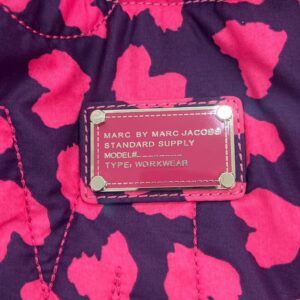 MARC BY MARC JACOBS
STANDARD SUPPLY
MODEL#
TYPE: WORKWEAR